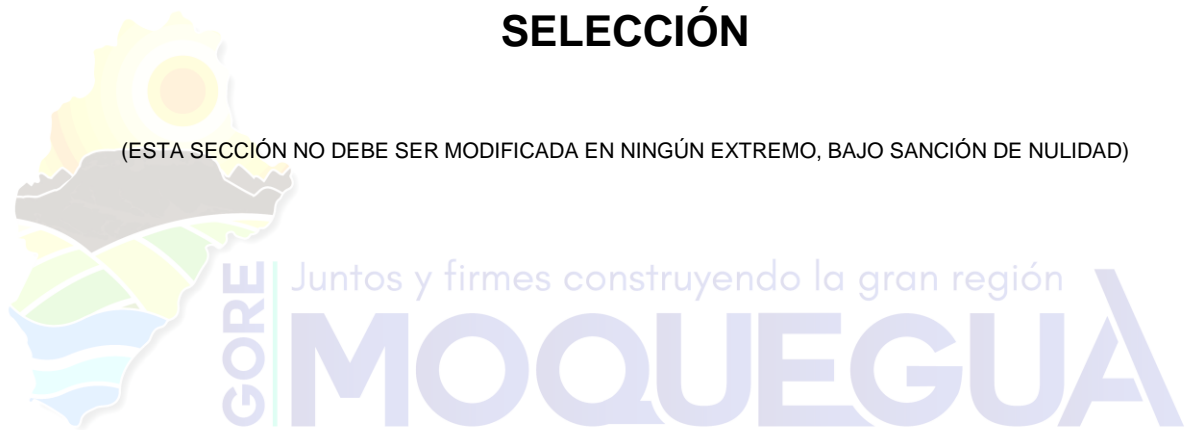 SELECCIÓN
(ESTA SECCIÓN NO DEBE SER MODIFICADA EN NINGÚN EXTREMO, BAJO SANCIÓN DE NULIDAD)
Juntos y firmes construyendo la gran región
GORE
MOQUEGUA